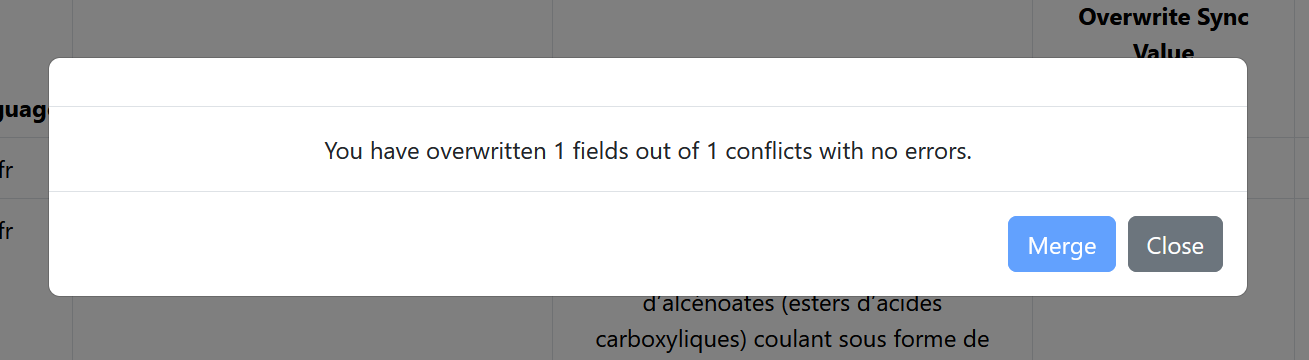 Overwrite Sync
Value
guage
fr
You have overwritten 1 fields out of 1 conflicts with no errors.
fr
Merge Close
d'alcénoates (esters d'acides
carboxyliques) coulant sous forme de